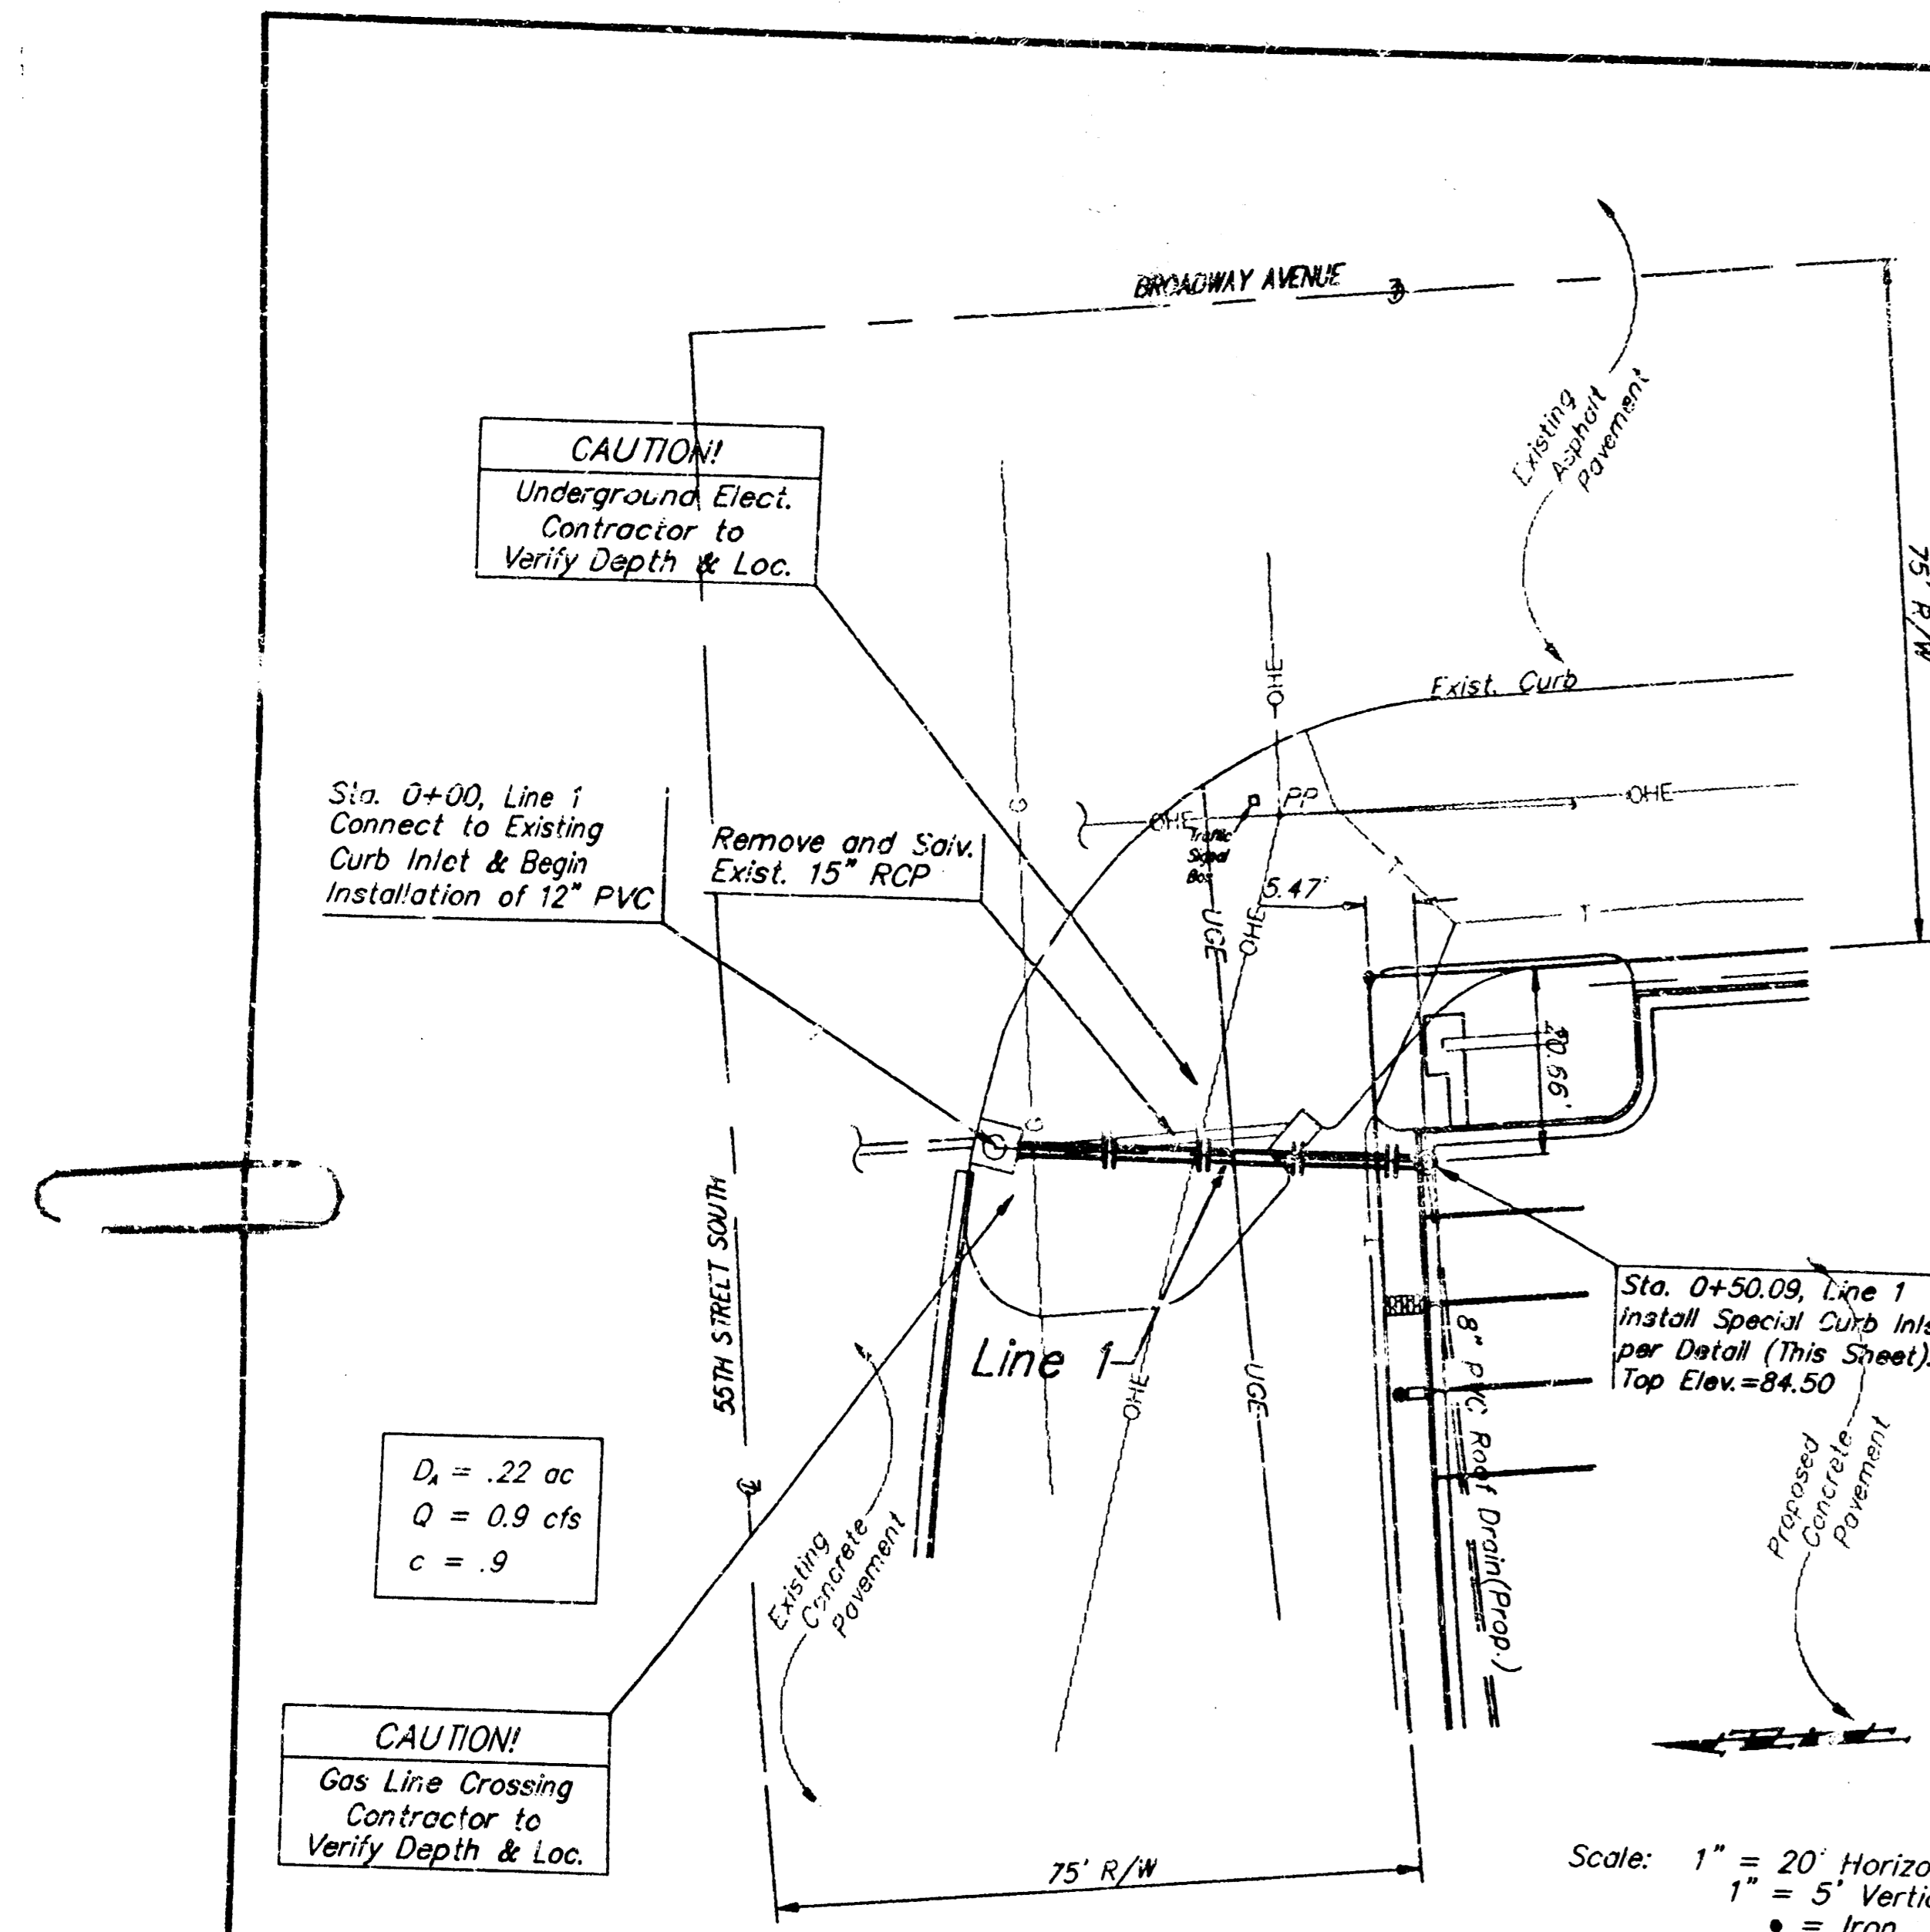 BROADWAY AVENUE
CAUTION!
Underground Elect.
Contractor to
Verify Depth & Loc.
Existing
Asphalt
Pavement
75' R/W
Exist. Curb
OHE
Sta. 0+00, Line 1
Connect to Existing
Curb Inlet & Begin
Installation of 12" PVC
Remove and Salv.
Exist. 15" RCP
G
OHE
Traffic
Signal
Box
PP
OHE
T
5.47'
T
UGE
OHE
20.66'
G
T
55TH STREET SOUTH
Line 1
OHE
UGE
8" PVC Roof Drain(Prop.)
Sta. 0+50.09, Line 1
Install Special Curb
per Detail (This Sheet).
Top Elev.=84.50
DA = .22 ac
Q = 0.9 cfs
c = .9
Existing
Concrete
Pavement
Proposed
Concrete
Pavement
CAUTION!
Gas Line Crossing
Contractor to
Verify Depth & Loc.
75' R/W
Scale: 1" = 20' Horizo
1" = 5' Vertic
● = Iron